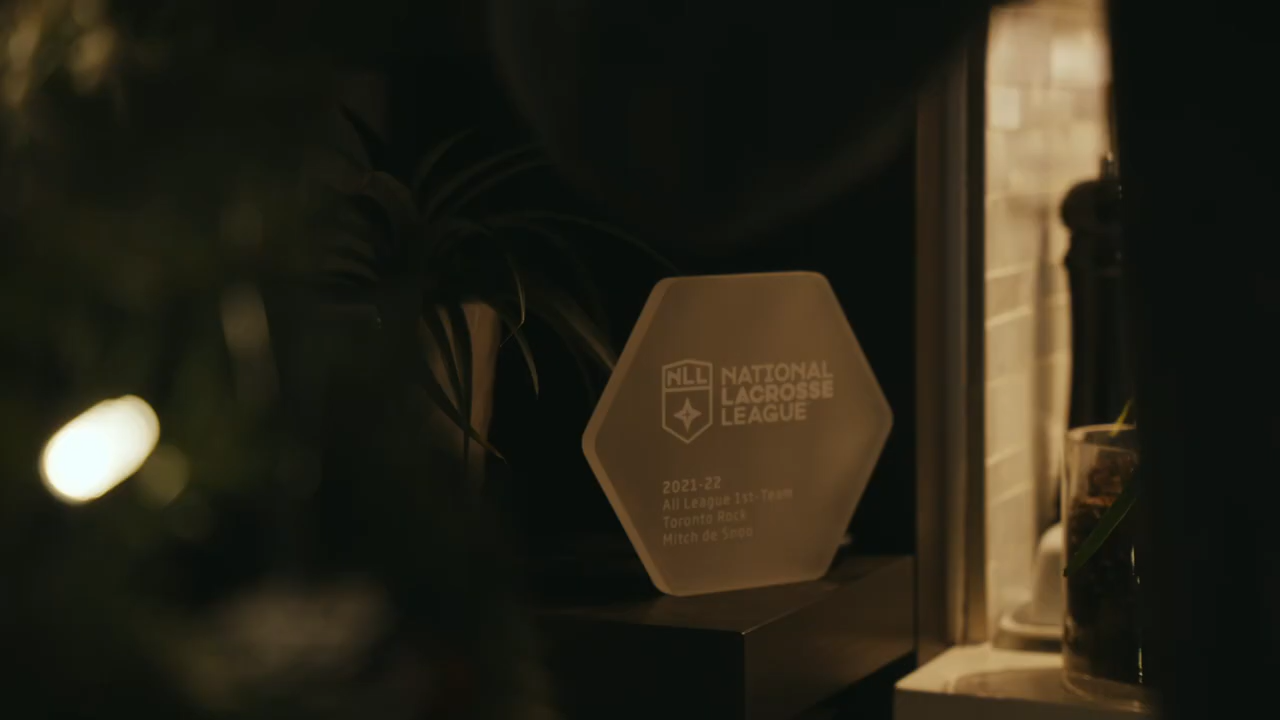 NLL
NATIONAL
LACROSSE
LEAGUE
2021-22
All League 1st-Team
Toronto Rock
Mitch de Snoo